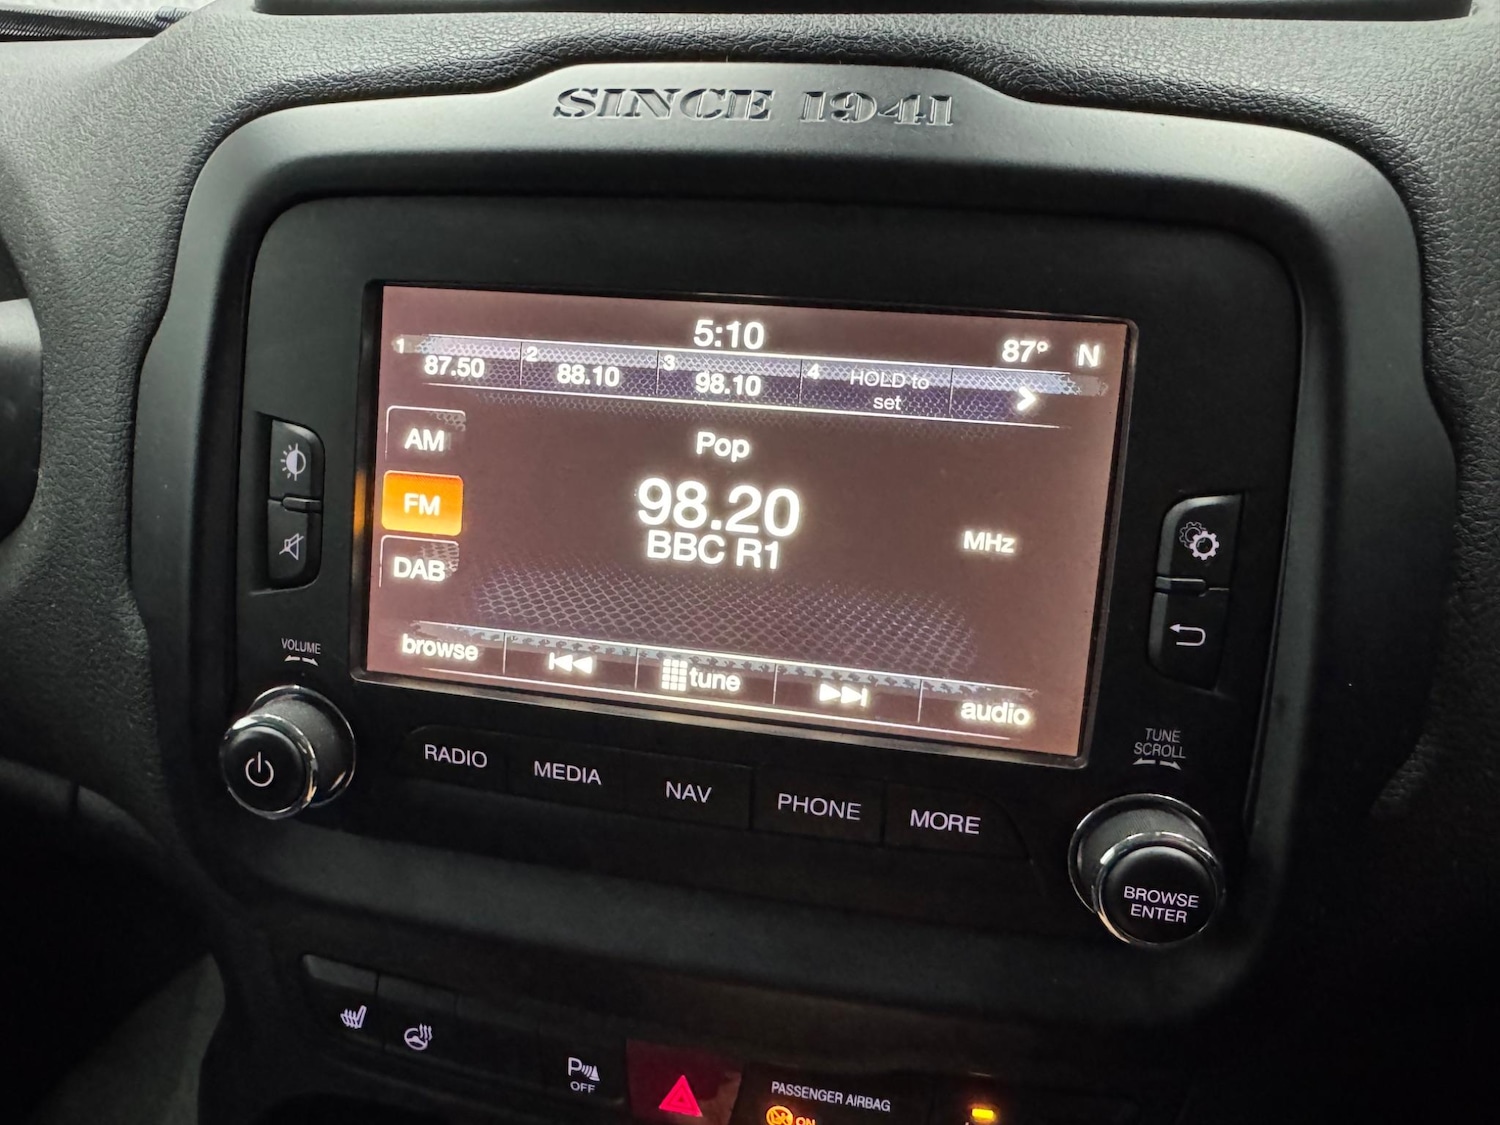 SINCE 1941
5:10
87° N
1 87.50 2 88.10 3 98.10 4 HOLD to
set
AM
Pop
FM
98.20
BBC R1
MHz
DAB
browse tune audio
VOLUME
TUNE
SCROLL
RADIO MEDIA NAV PHONE MORE
BROWSE
ENTER
P
OFF
PASSENGER AIRBAG
ON